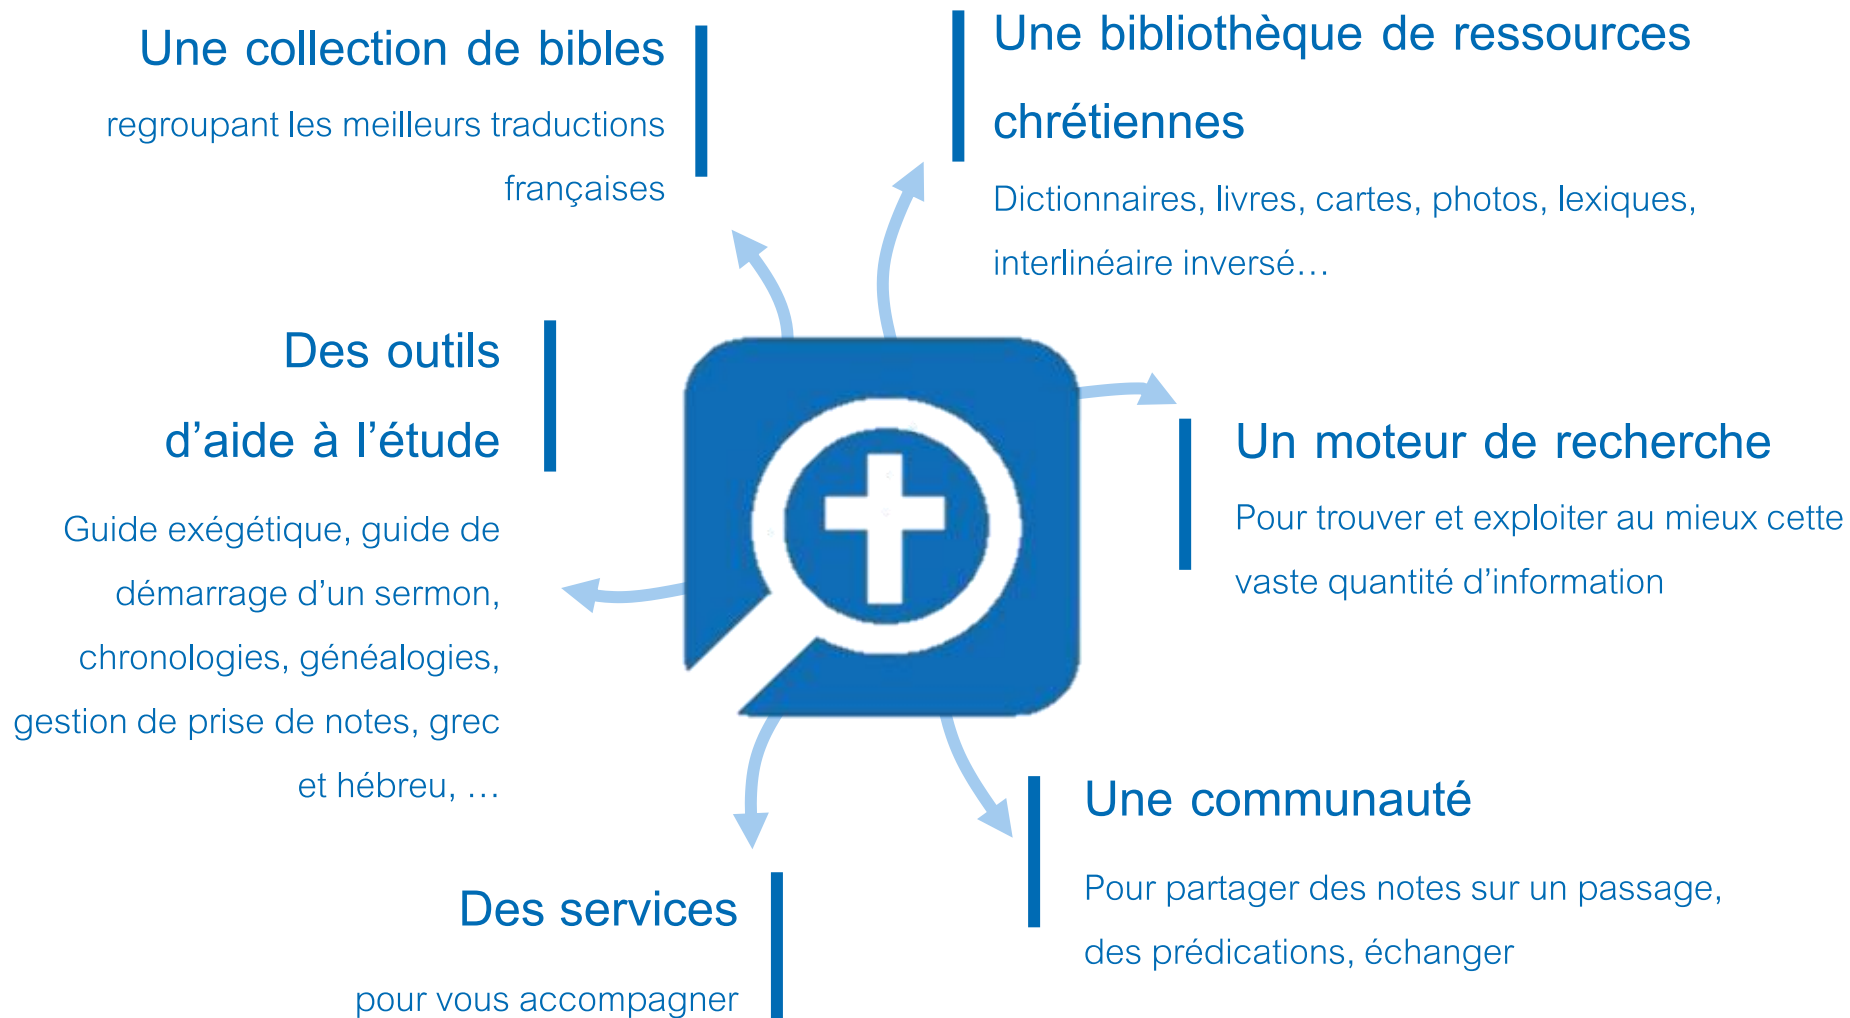 Une collection de bibles
regroupant les meilleurs traductions
françaises
Une bibliothèque de ressources
chrétiennes
Dictionnaires, livres, cartes, photos, lexiques,
interlinéaire inversé…
Des outils
d’aide à l’étude
Guide exégétique, guide de
démarrage d’un sermon,
chronologies, généalogies,
gestion de prise de notes, grec
et hébreu, …
Un moteur de recherche
Pour trouver et exploiter au mieux cette
vaste quantité d’information
Des services
pour vous accompagner
Une communauté
Pour partager des notes sur un passage,
des prédications, échanger